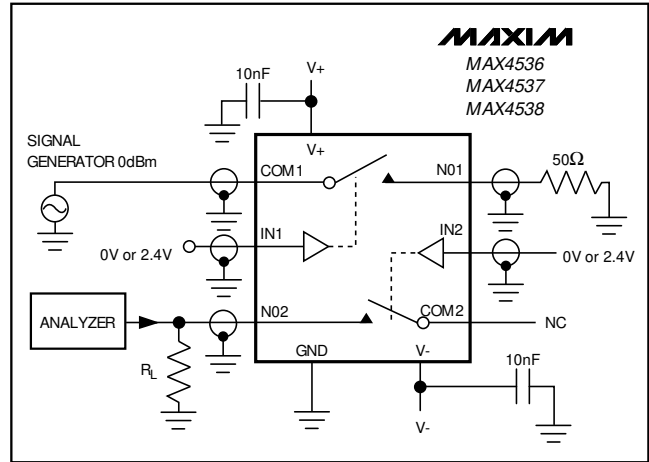 MAXIM
MAX4536
MAX4537
MAX4538
10nF
V+
SIGNAL
GENERATOR 0dBm
V+
COM1
N01
50Ω
IN1
IN2
0V or 2.4V
0V or 2.4V
ANALYZER
N02
COM2
NC
RL
GND
V-
10nF
V-